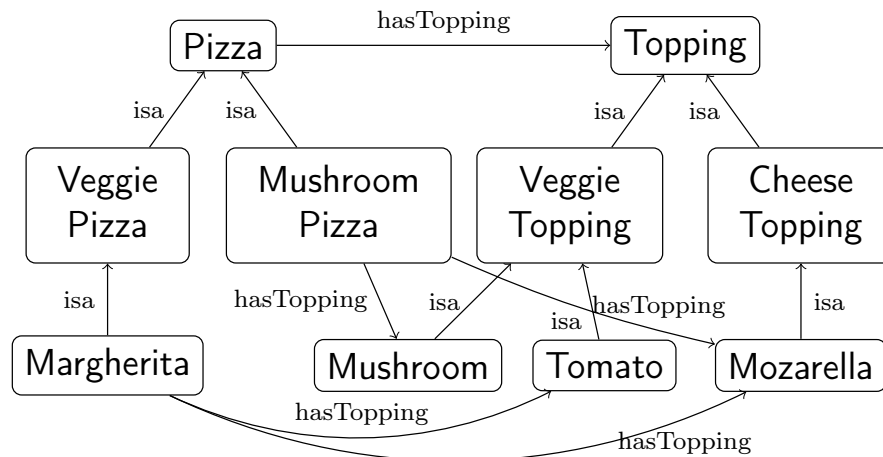 hasTopping
Pizza
Topping
isa
isa
isa
isa
Veggie
Pizza
Mushroom
Pizza
Veggie
Topping
Cheese
Topping
isa
hasTopping
isa
isa
hasTopping
isa
Margherita
Mushroom
Tomato
Mozarella
hasTopping
hasTopping